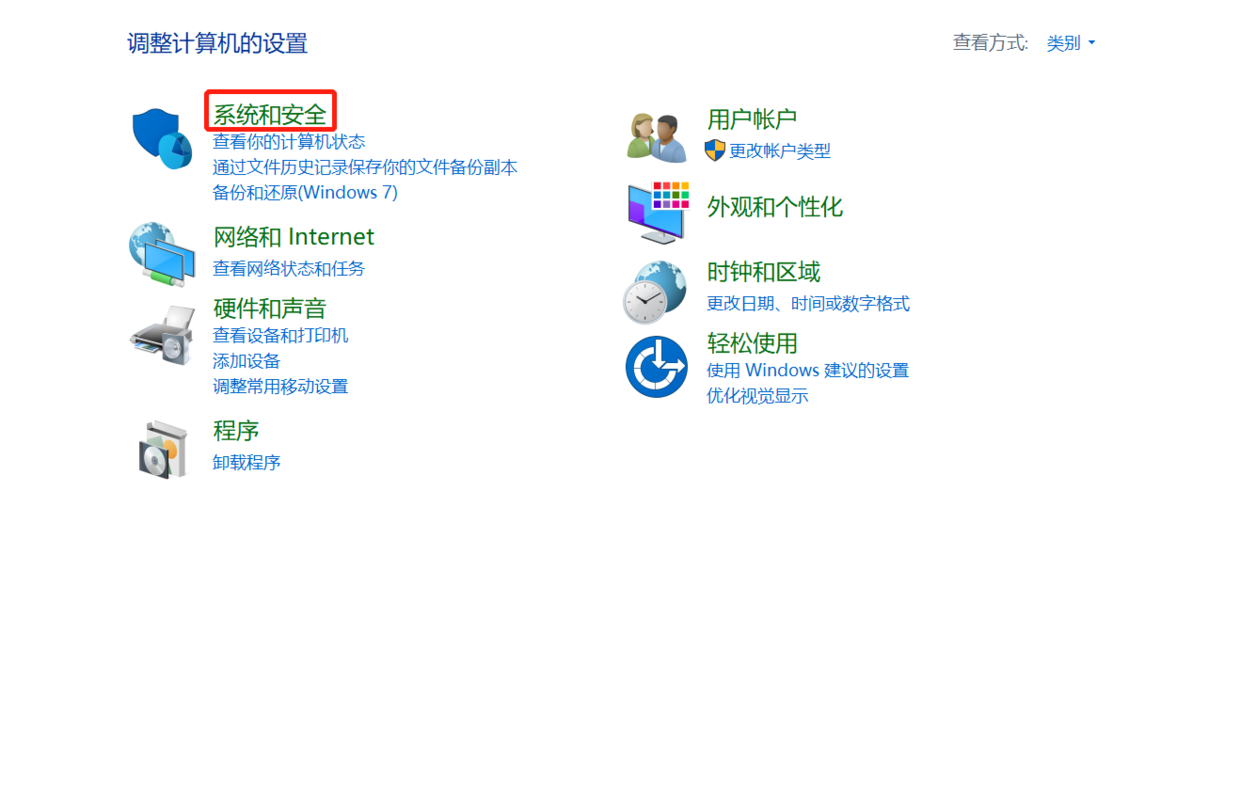 调整计算机的设置
查看方式: 类别
系统和安全
查看你的计算机状态
通过文件历史记录保存你的文件备份副本
备份和还原(Windows 7)
网络和 Internet
查看网络状态和任务
硬件和声音
查看设备和打印机
添加设备
调整常用移动设置
程序
卸载程序
用户帐户
更改帐户类型
外观和个性化
时钟和区域
更改日期、时间或数字格式
轻松使用
使用 Windows 建议的设置
优化视觉显示